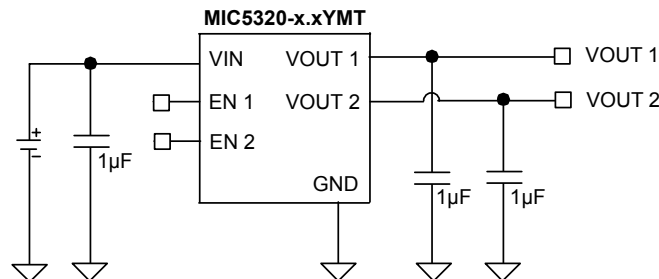 MIC5320-x.xYMT
VIN VOUT 1 VOUT 1
EN 1 VOUT 2 VOUT 2
EN 2
+
–
1µF
GND
1µF 1µF